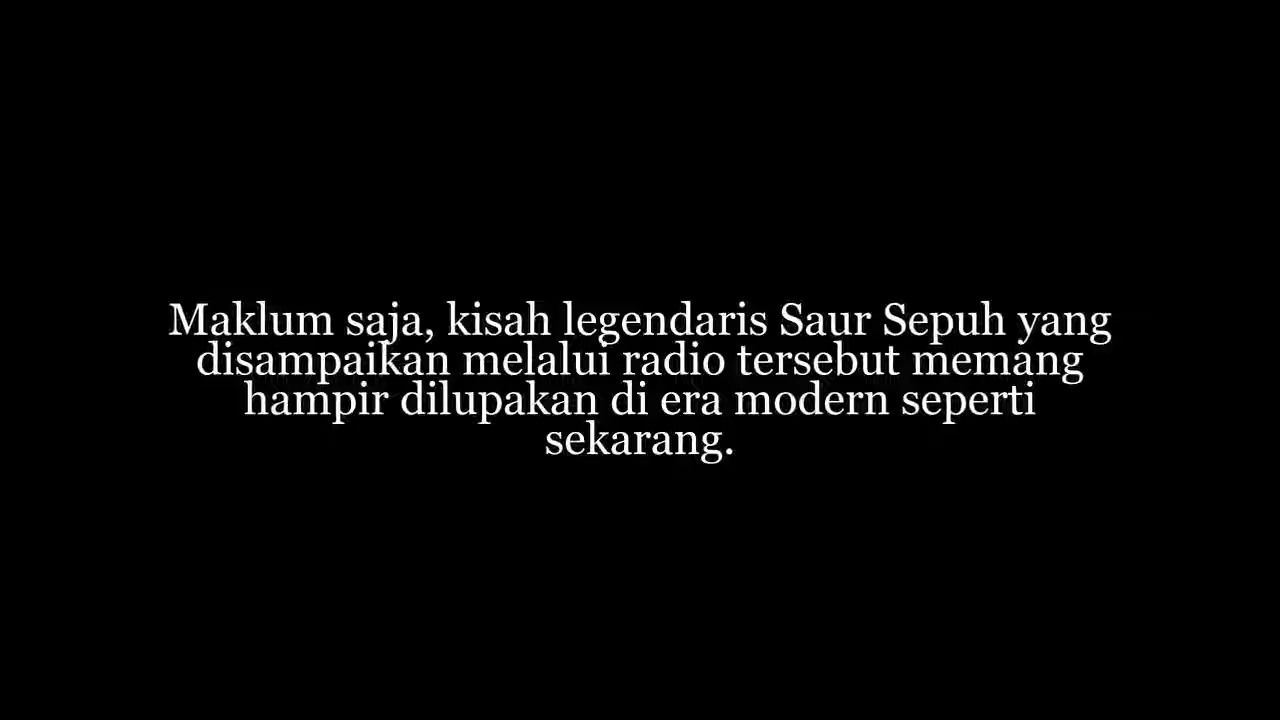 Maklum saja, kisah legendaris Saur Sepuh yang
disampaikan melalui radio tersebut memang
hampir dilupakan di era modern seperti
sekarang.